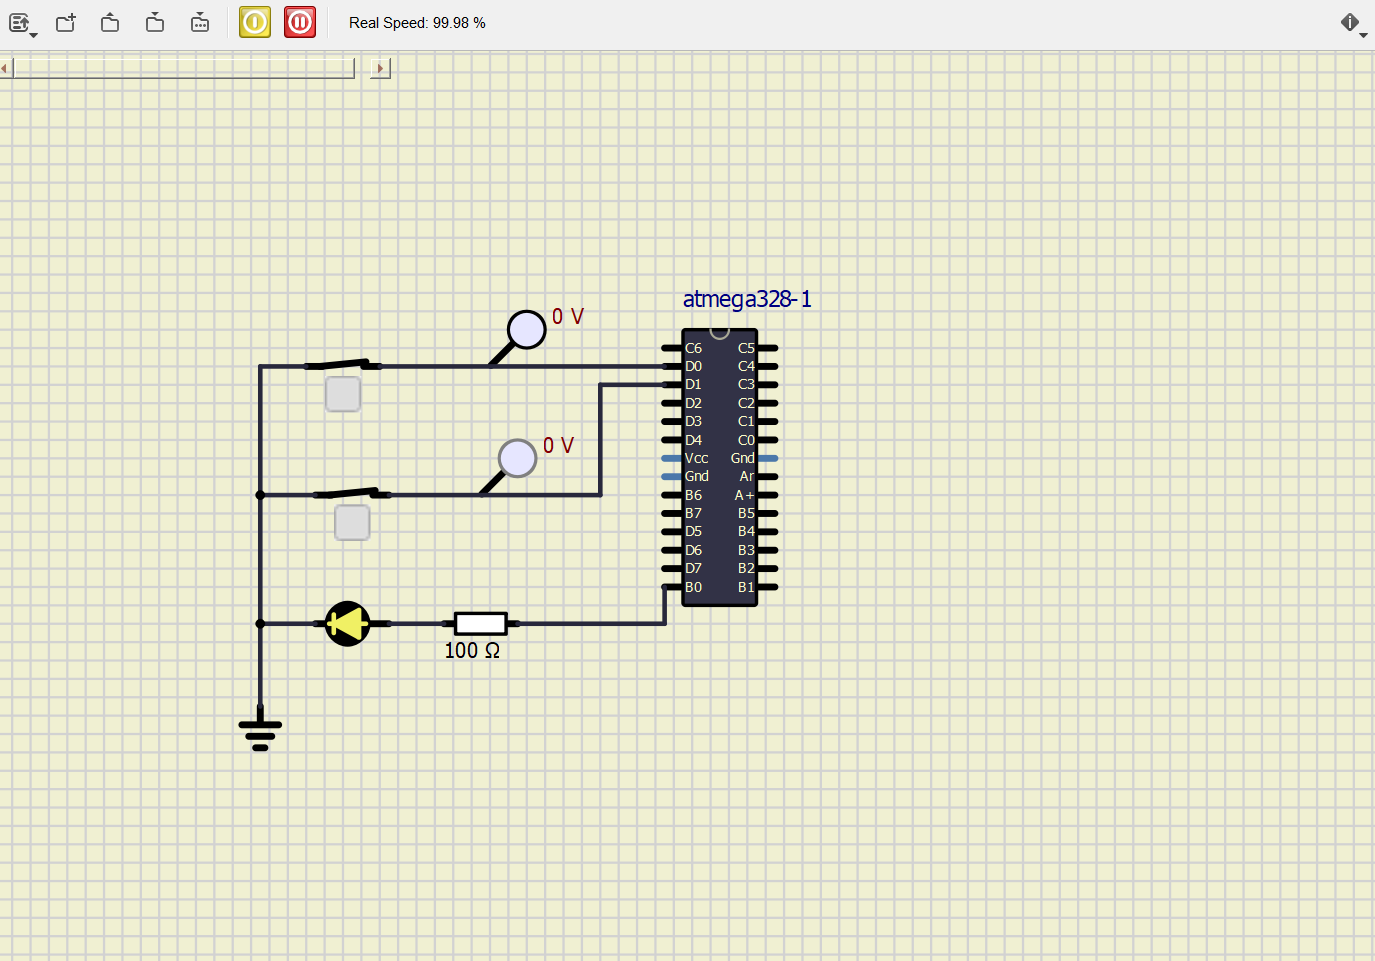 Real Speed: 99.98 %
atmega328-1
0 V
0 V
100 Ω
C6 C5
D0 C4
D1 C3
D2 C2
D3 C1
D4 C0
Vcc Gnd
Gnd Ar
B6 A+
B7 B5
D5 B4
D6 B3
D7 B2
B0 B1